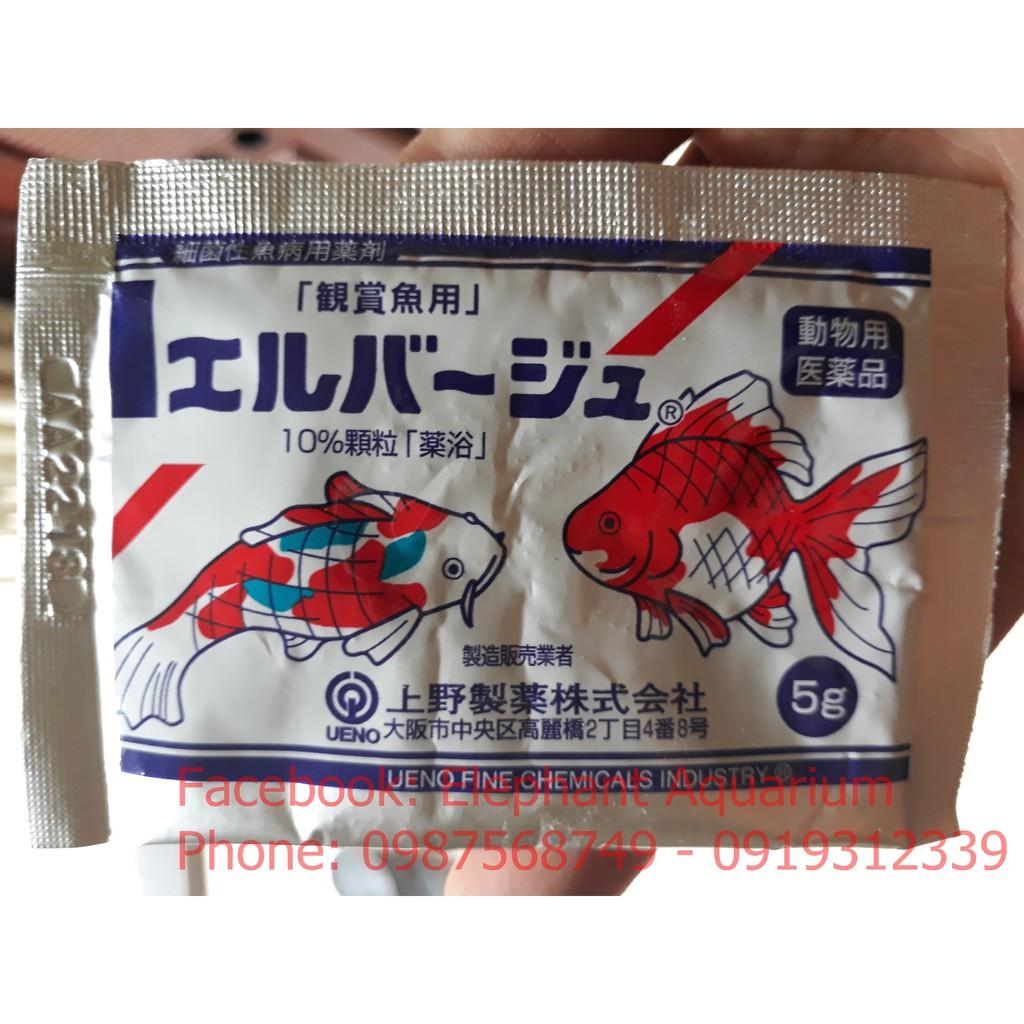 細菌性魚病用薬剤
「観賞魚用」
エルバージュ®
動物用
医薬品
10%顆粒「薬浴」
製造販売業者
UENO
上野製薬株式会社
大阪市中央区高麗橋2丁目4番8号
5g
UENO FINE CHEMICALS INDUSTRY®
Facebook: Elephant Aquarium
Phone: 0987568749 - 0919312339